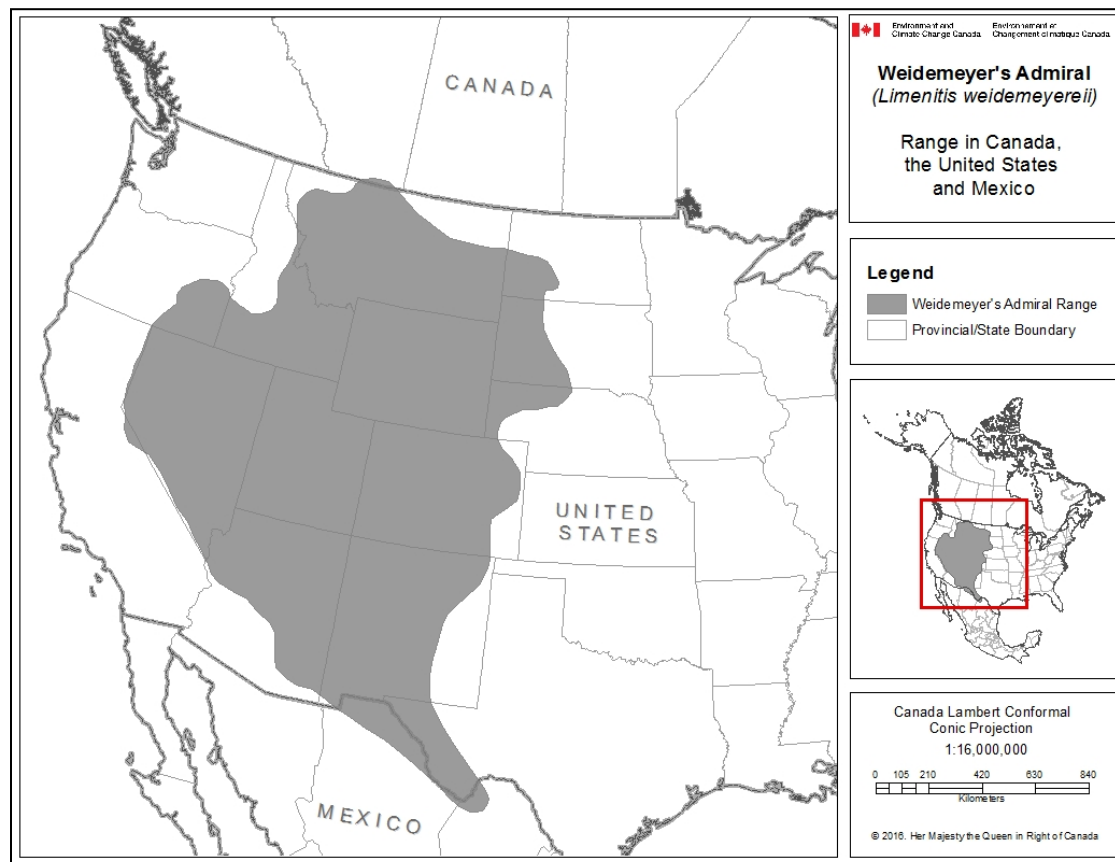 CANADA
UNITED
STATES
MEXICO
Environment and
Climate Change Canada
Environnement et
Changement climatique Canada
Weidemeyer's Admiral
(Limenitis weidemeyereii)
Range in Canada,
the United States
and Mexico
Legend
Weidemeyer's Admiral Range
Provincial/State Boundary
Canada Lambert Conformal
Conic Projection
1:16,000,000
0 105 210 420 630 840
Kilometers
© 2016. Her Majesty the Queen in Right of Canada